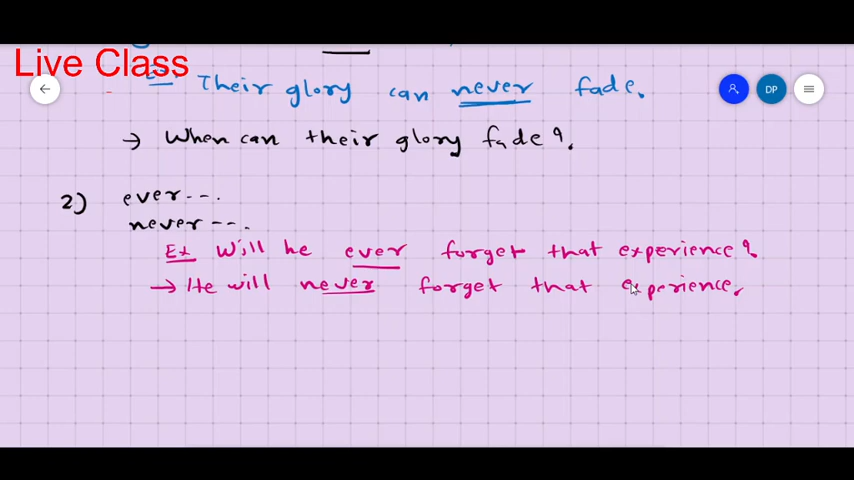 Live Class
Ex. Their glory can never fade.
→ When can their glory fade?
DP
2) ever---.
never---.
Ex Will he ever forget that experience?
→ He will never forget that experience.